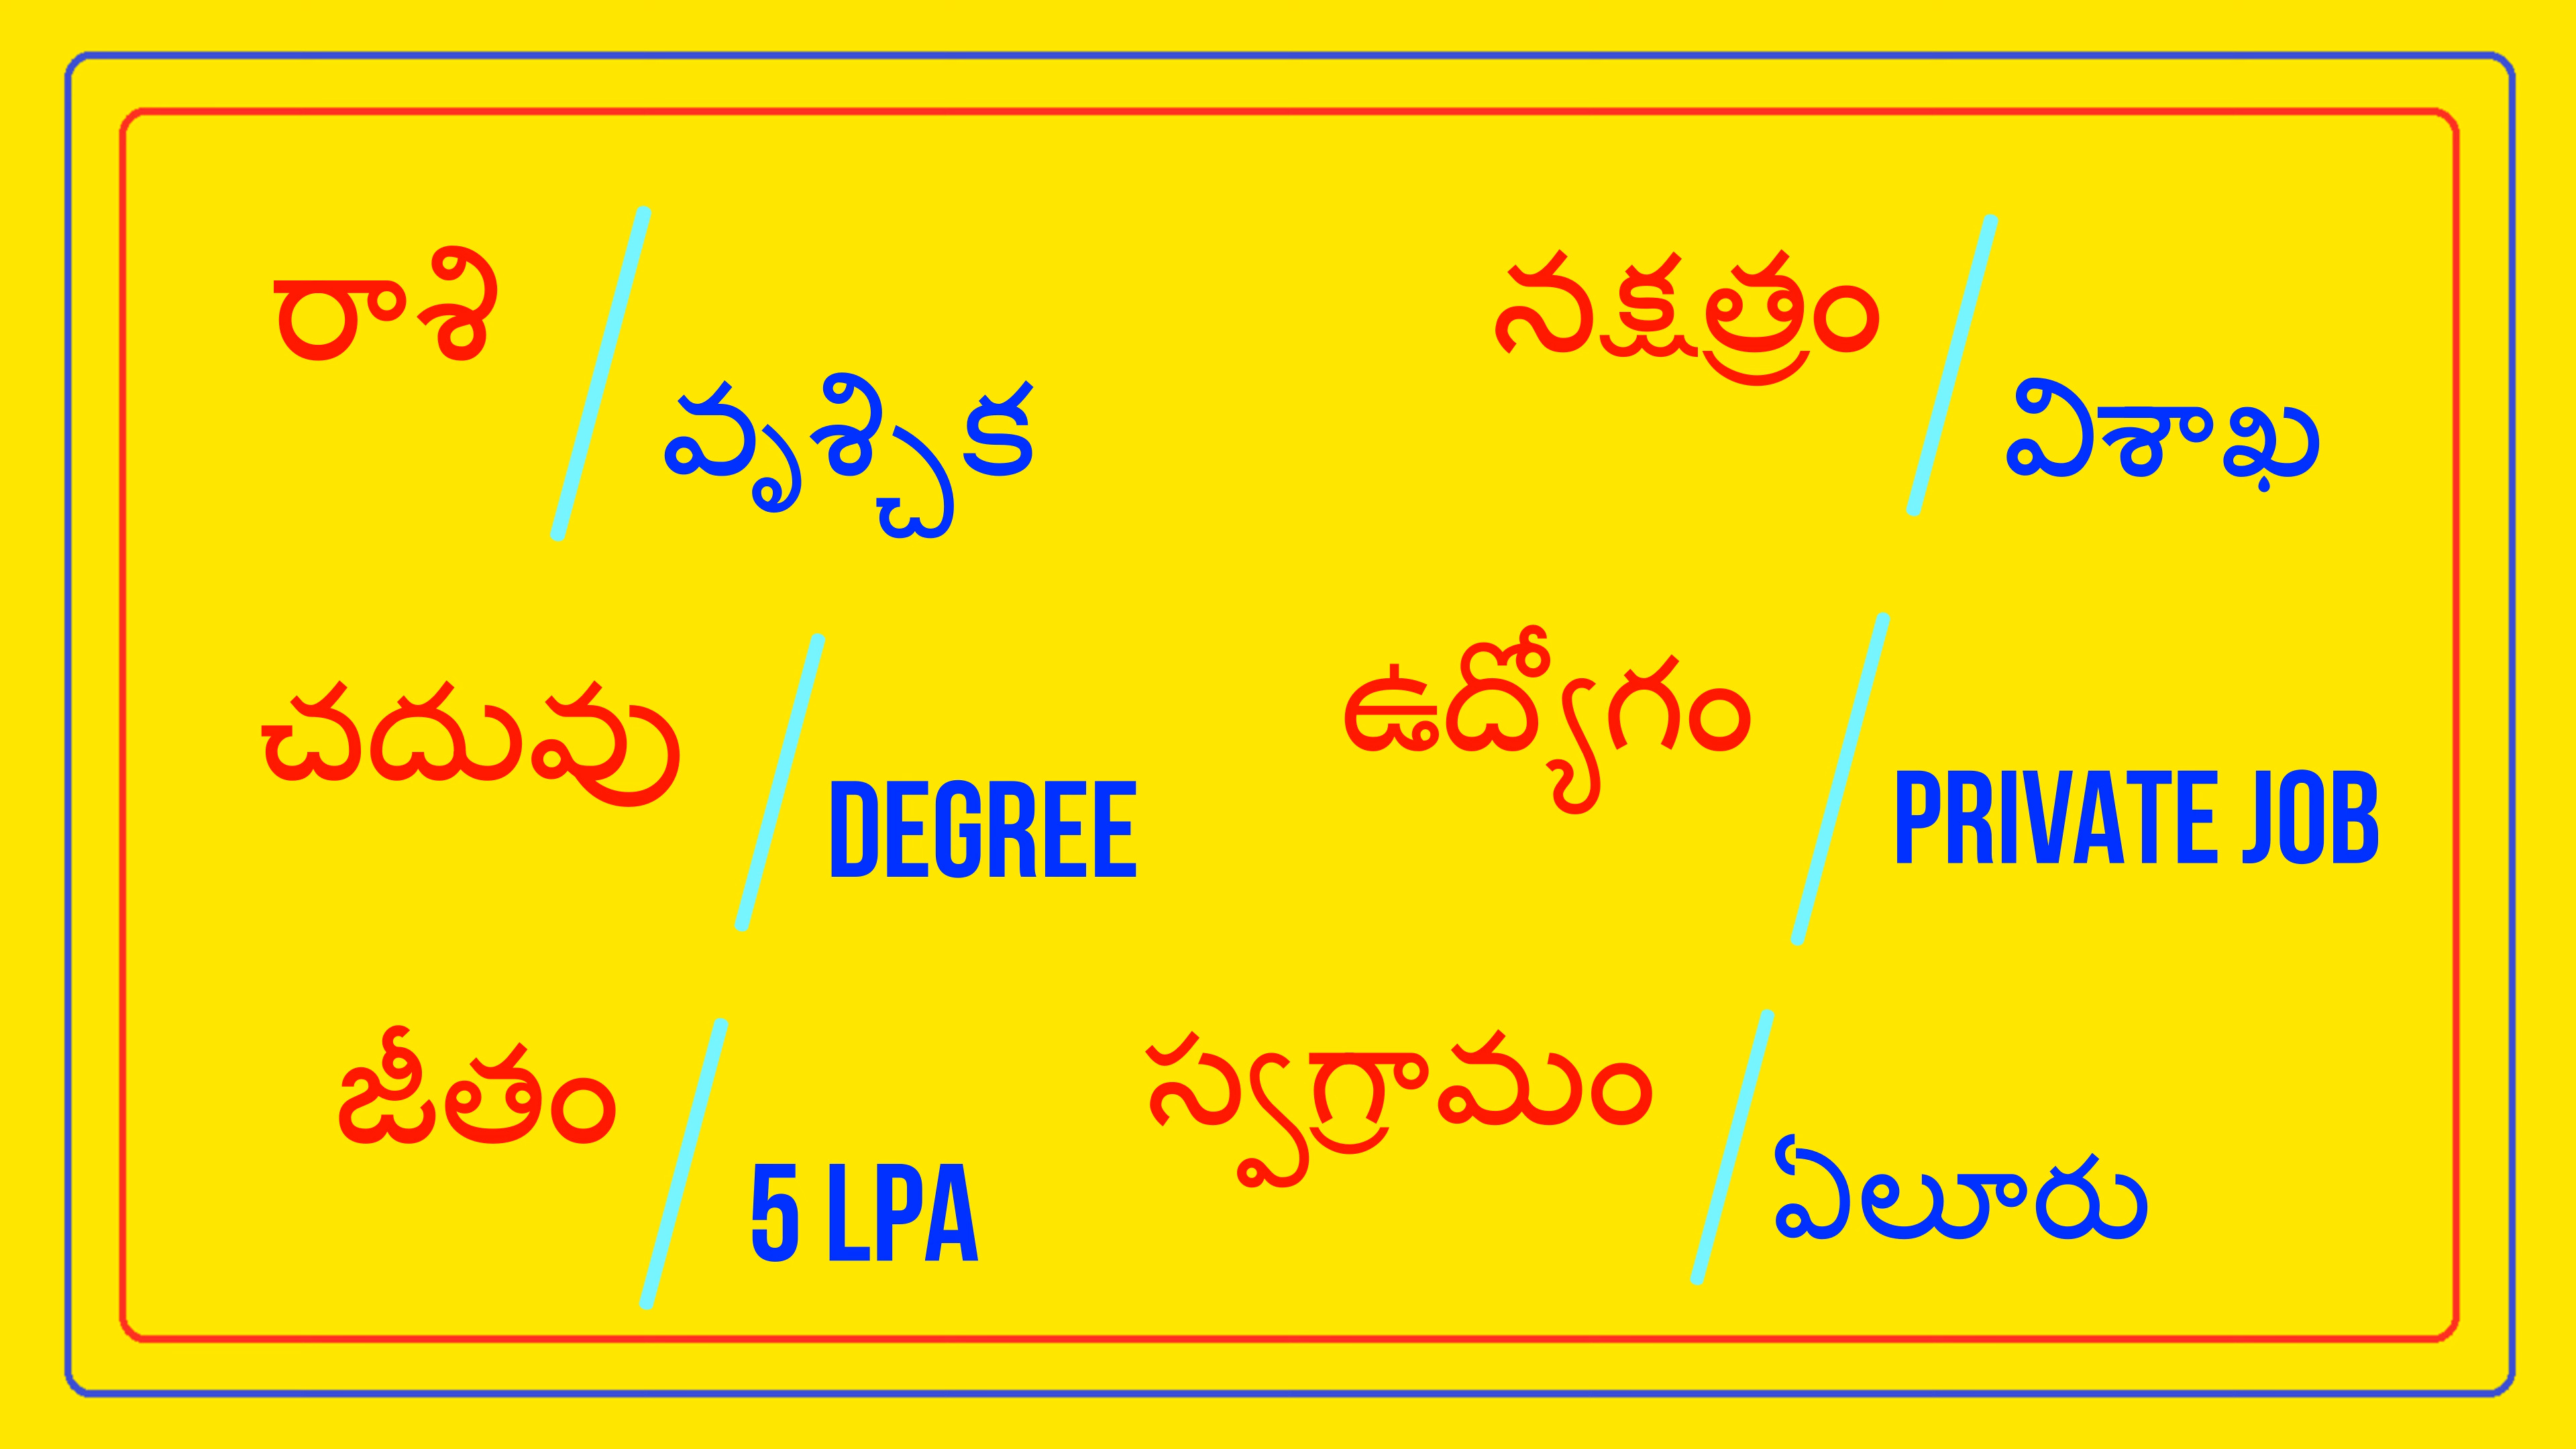 రాశి
వృశ్చిక
నక్షత్రం
విశాఖ
చదువు
DEGREE
ఉద్యోగం
PRIVATE JOB
జీతం
5 LPA
స్వగ్రామం
ఏలూరు